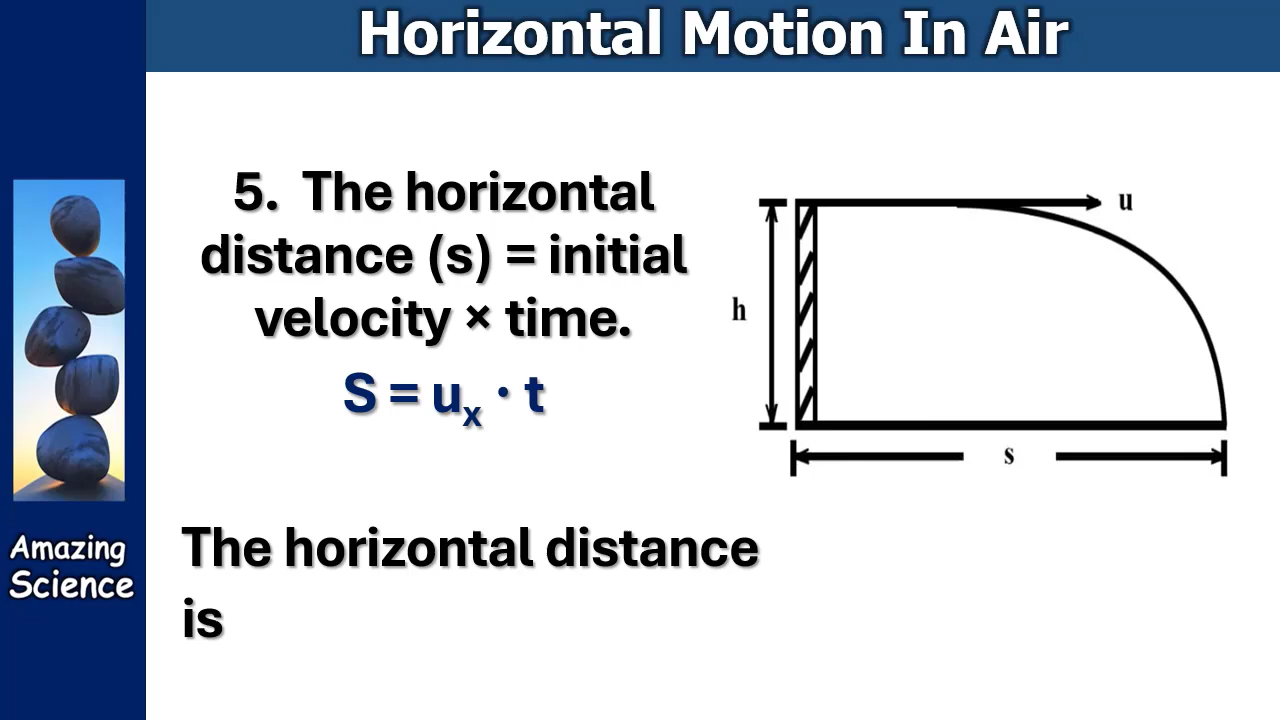 Horizontal Motion In Air
5. The horizontal
distance (s) = initial
velocity × time.
S = uₓ · t
u
h
s
The horizontal distance
is
Amazing
Science